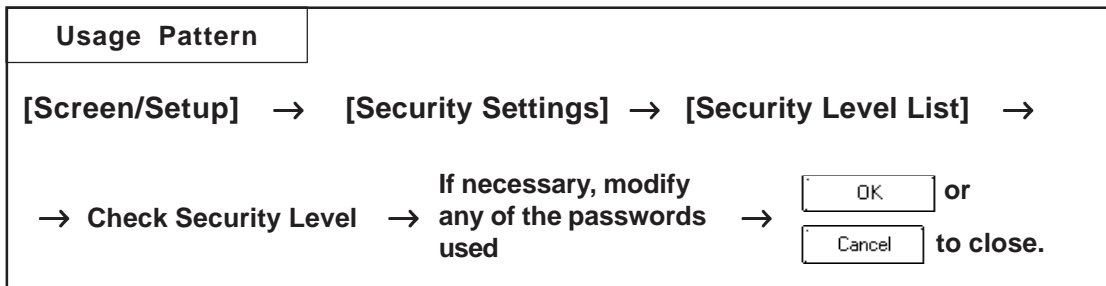 Usage Pattern
[Screen/Setup] → [Security Settings] → [Security Level List] →
→ Check Security Level → If necessary, modify any of the passwords used → OK or Cancel to close.